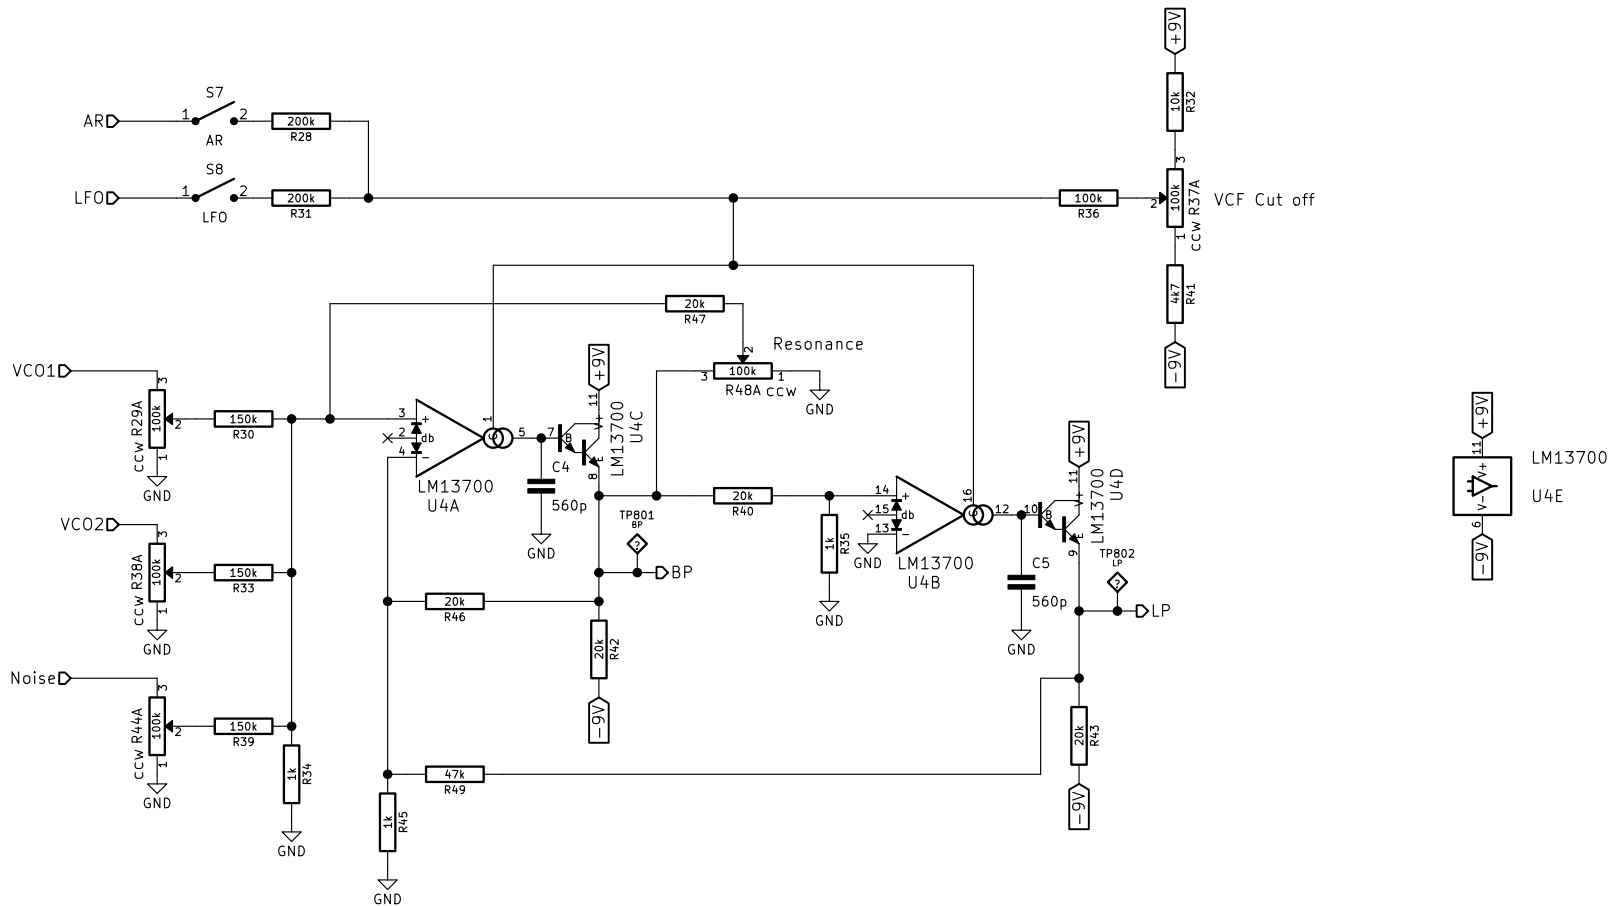 +9V
10k
R32
3
S7
AR
1
2
200k
R28
AR
S8
LFO
1
2
200k
R31
LFO
100k
R36
2
100k
CCW R37A
VCF Cut off
1
4k7
R41
-9V
20k
R47
Resonance
2
3
100k
1
R48A CCW
GND
VCO1
3
100k
CCW R29A
2
1
GND
150k
R30
3
+
2
db
4
-
1
G
5
LM13700
U4A
7
B
+9V
11
V+
E
8
LM13700
U4C
C4
560p
GND
TP801
BP
?
BP
20k
R40
1k
R35
GND
14
+
15
db
13
-
GND
16
G
12
LM13700
U4B
10
B
+9V
11
V+
E
9
LM13700
U4D
C5
560p
GND
TP802
LP
?
LP
+9V
11
V+
V-
6
-9V
LM13700
U4E
VCO2
3
100k
CCW R38A
2
1
GND
150k
R33
20k
R46
20k
R42
-9V
Noise
3
100k
CCW R44A
2
1
GND
150k
R39
1k
R34
GND
47k
R49
1k
R45
GND
20k
R43
-9V